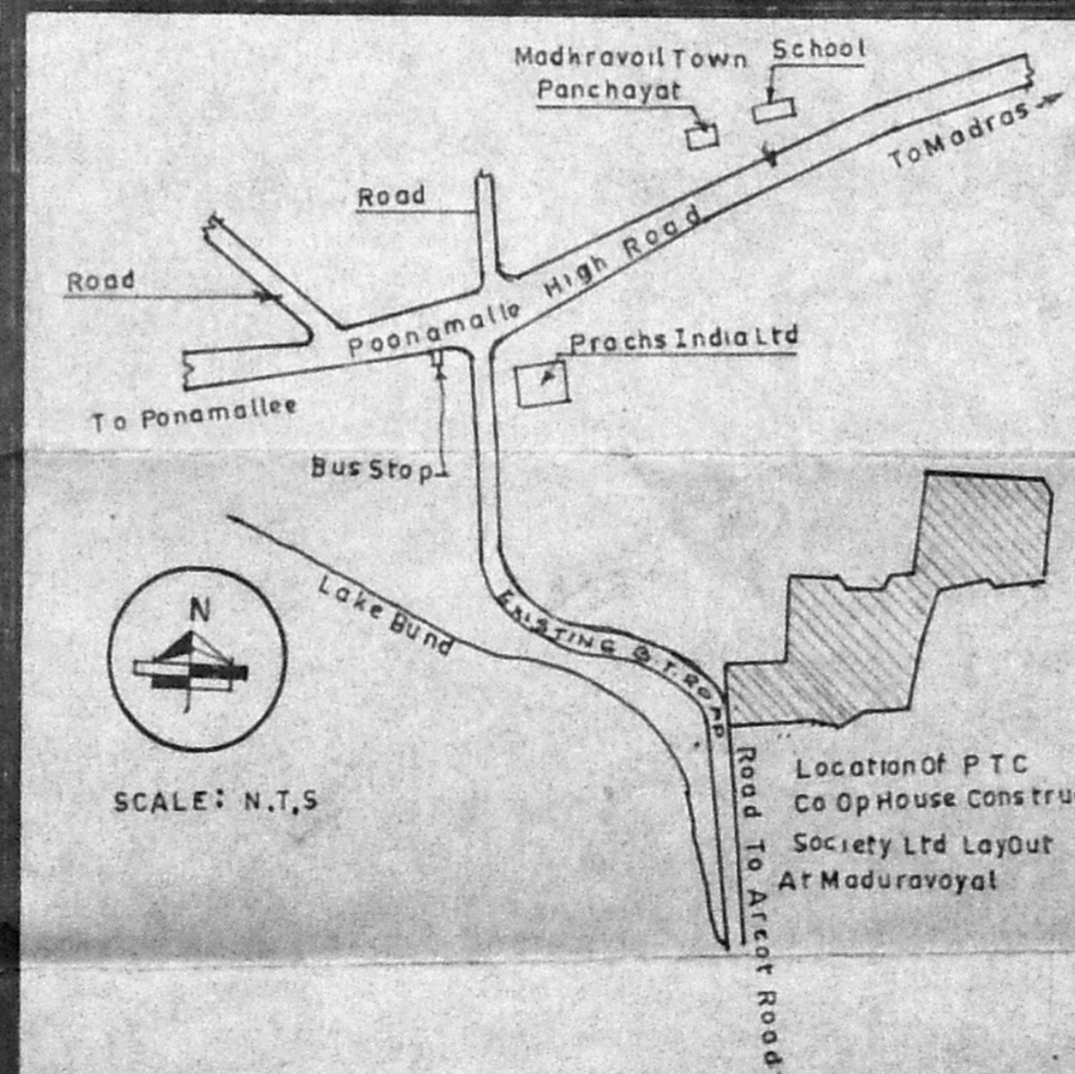 Madhravoil Town
Panchayat
School
To Madras
Road
Road
Poonamalle High Road
Prachs India Ltd
To Ponamallee
Bus Stop
Lake Bund
EXISTING B.T. ROAD
N
SCALE: N.T.S
Road To Arcot Road
Location Of P T C
Co Op House Constru
Society Ltd LayOut
At Maduravoyal